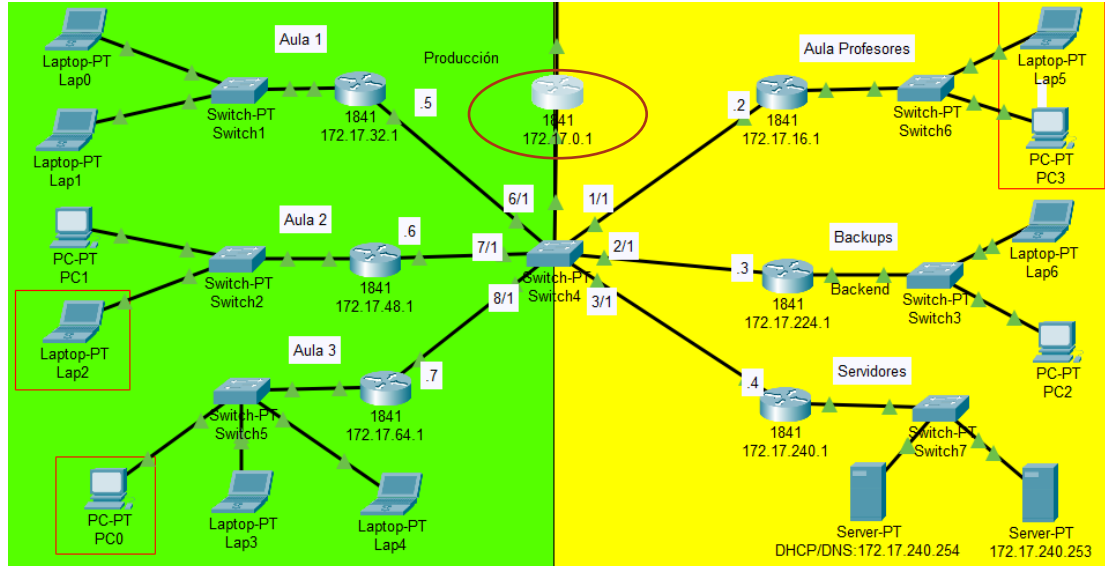 Laptop-PT
Lap0
Aula 1
Switch-PT
Switch1
1841
172.17.32.1
.5
Laptop-PT
Lap1
Producción
1841
172.17.0.1
Aula Profesores
.2
1841
172.17.16.1
Switch-PT
Switch6
Laptop-PT
Lap5
PC-PT
PC3
6/1
1/1
PC-PT
PC1
Aula 2
Switch-PT
Switch2
.6
1841
172.17.48.1
7/1
8/1
Switch-PT
Switch4
2/1
3/1
Laptop-PT
Lap2
Backups
.3
1841
172.17.224.1
Backend
Switch-PT
Switch3
Laptop-PT
Lap6
PC-PT
PC2
Aula 3
Switch-PT
Switch5
.7
1841
172.17.64.1
PC-PT
PC0
Laptop-PT
Lap3
Laptop-PT
Lap4
Servidores
.4
1841
172.17.240.1
Switch-PT
Switch7
Server-PT
DHCP/DNS:172.17.240.254
Server-PT
172.17.240.253